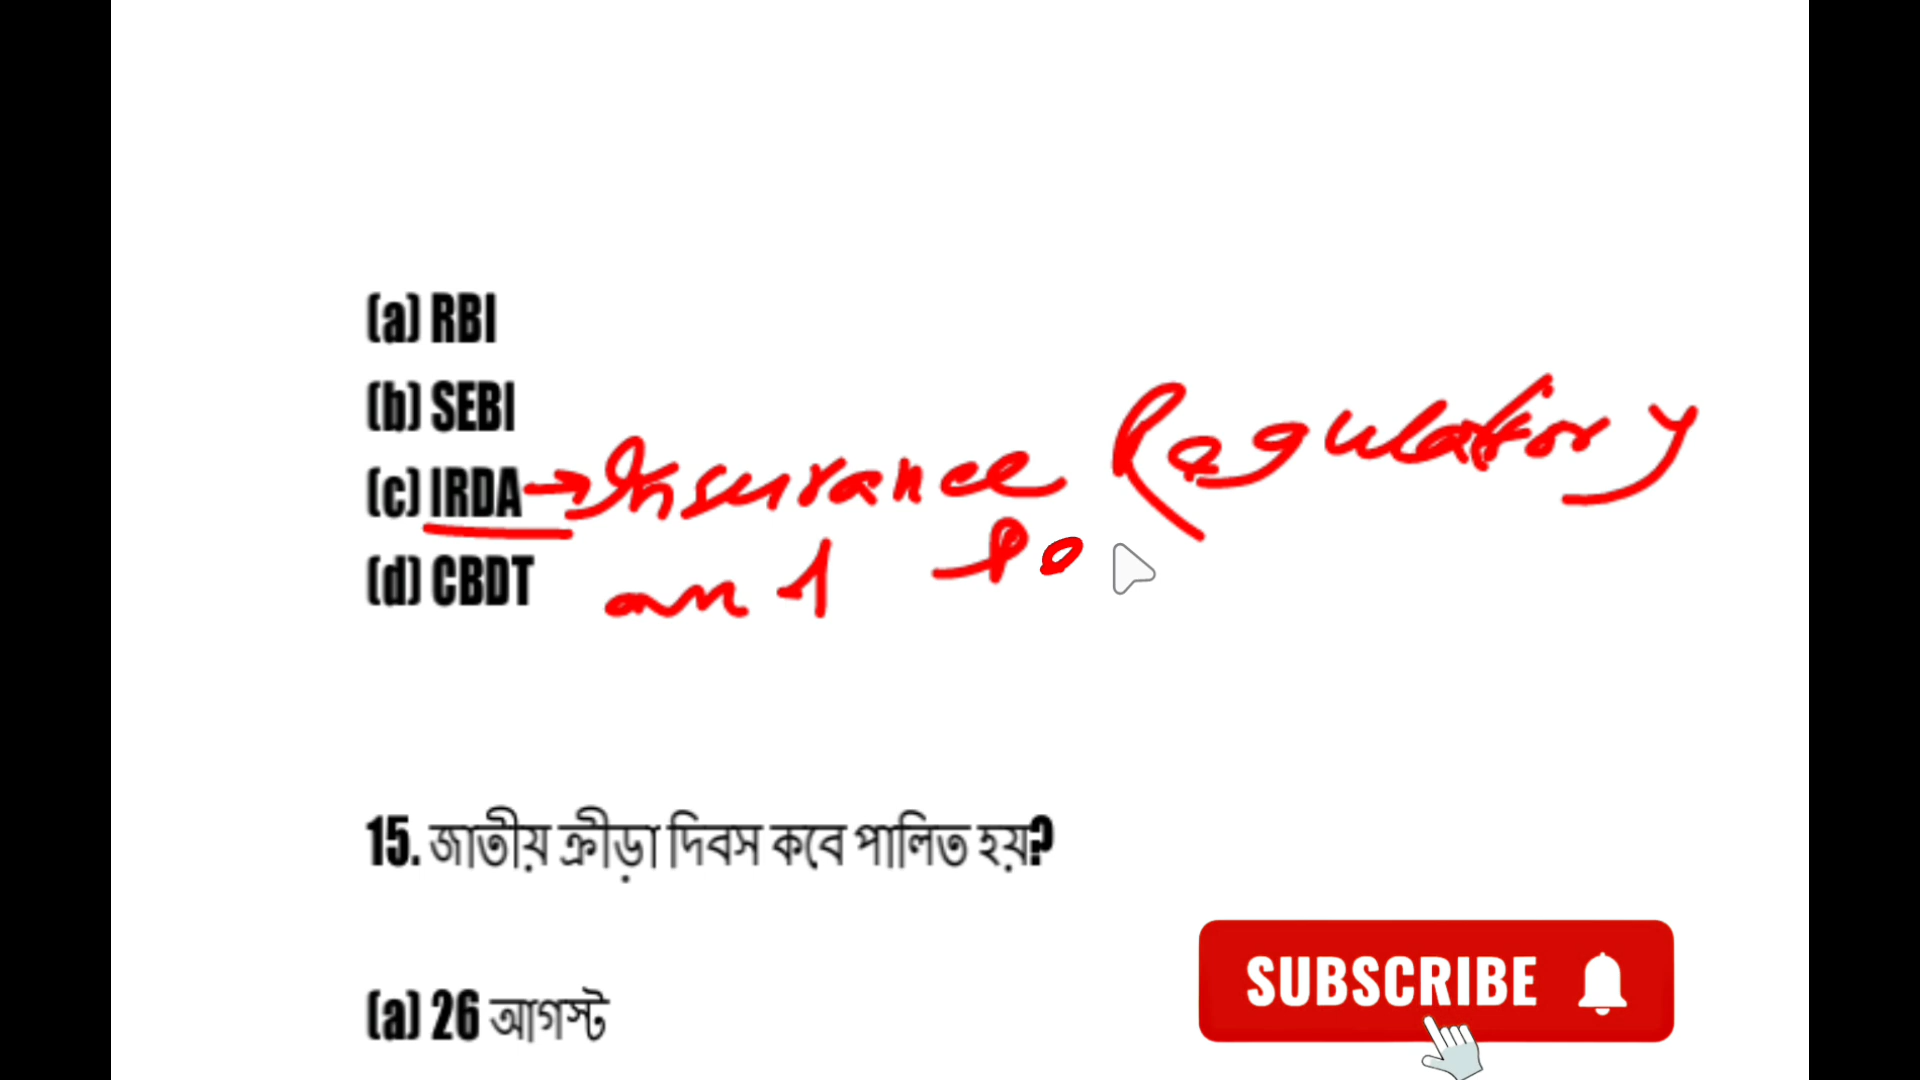 (a) RBI
(b) SEBI
(c) IRDA → Insurance Regulatory
(d) CBDT and
15. জাতীয় ক্রীড়া দিবস কবে পালিত হয়?
(a) 26 আগস্ট
SUBSCRIBE